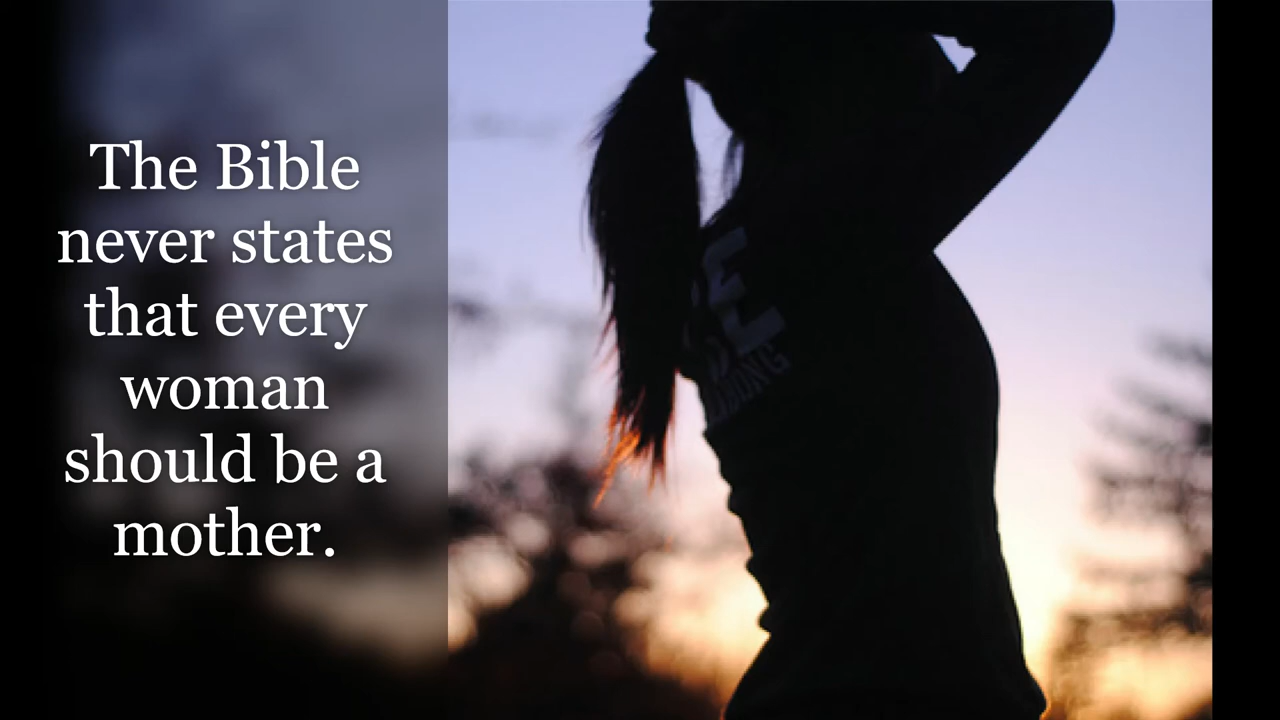 The Bible
never states
that every
woman
should be a
mother.